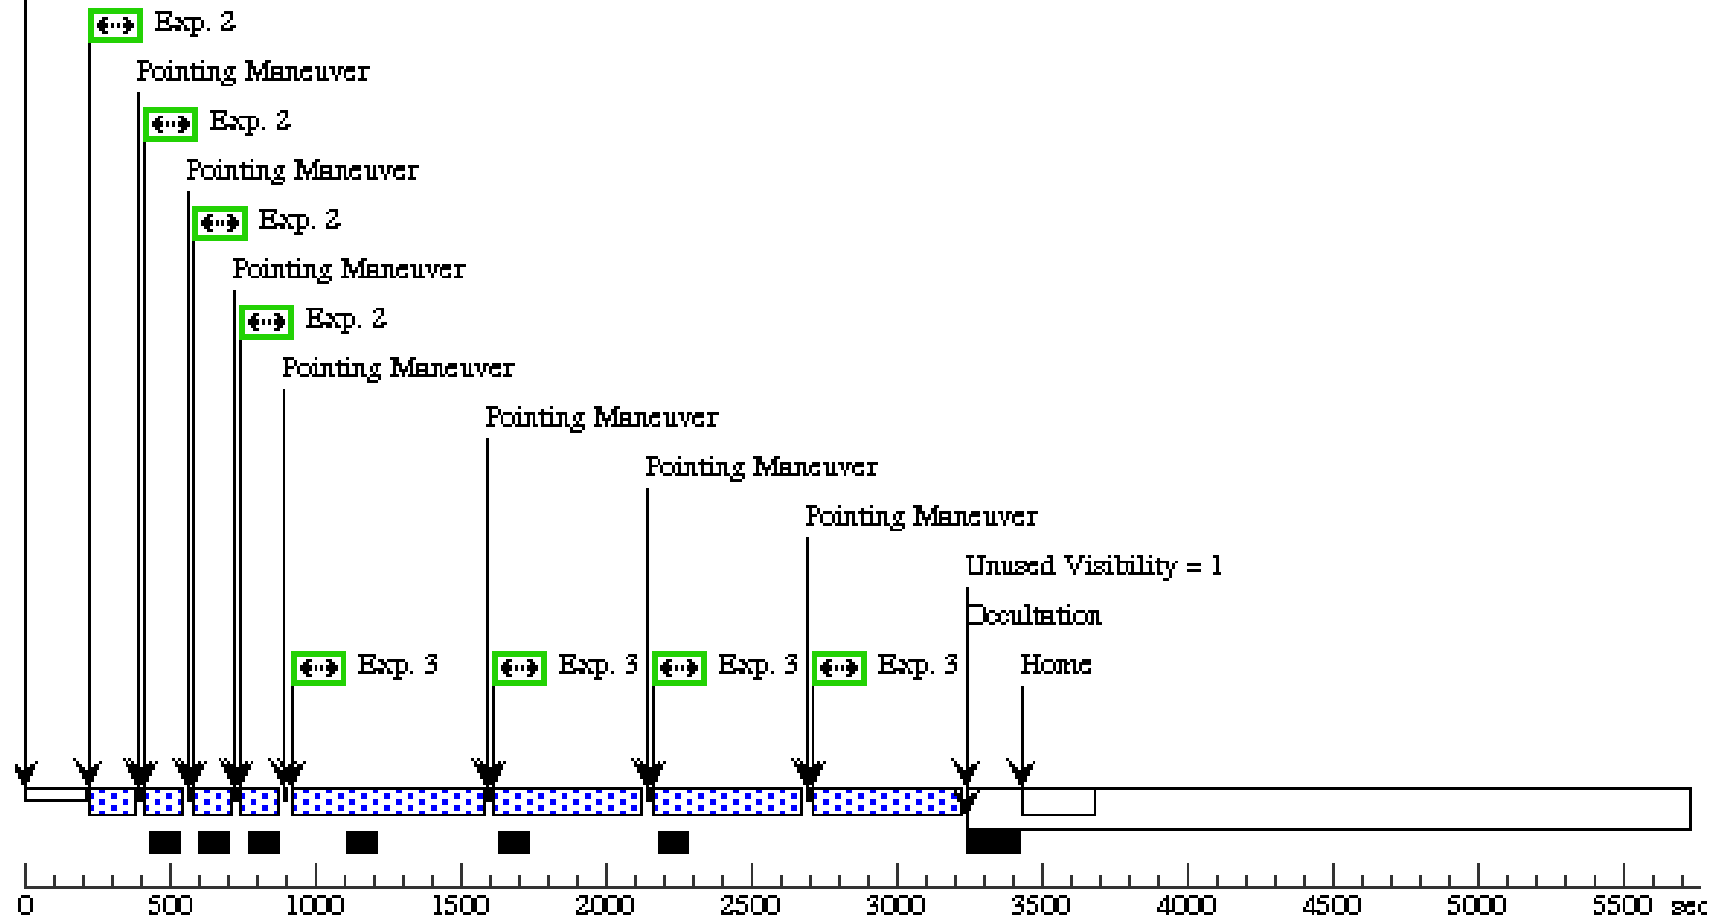 Exp. 2
Pointing Maneuver
Exp. 2
Pointing Maneuver
Exp. 2
Pointing Maneuver
Exp. 2
Pointing Maneuver
Pointing Maneuver
Pointing Maneuver
Pointing Maneuver
Unused Visibility = 1
Occultation
Exp. 3 Exp. 3 Exp. 3 Exp. 3 Home
0 500 1000 1500 2000 2500 3000 3500 4000 4500 5000 5500 sec